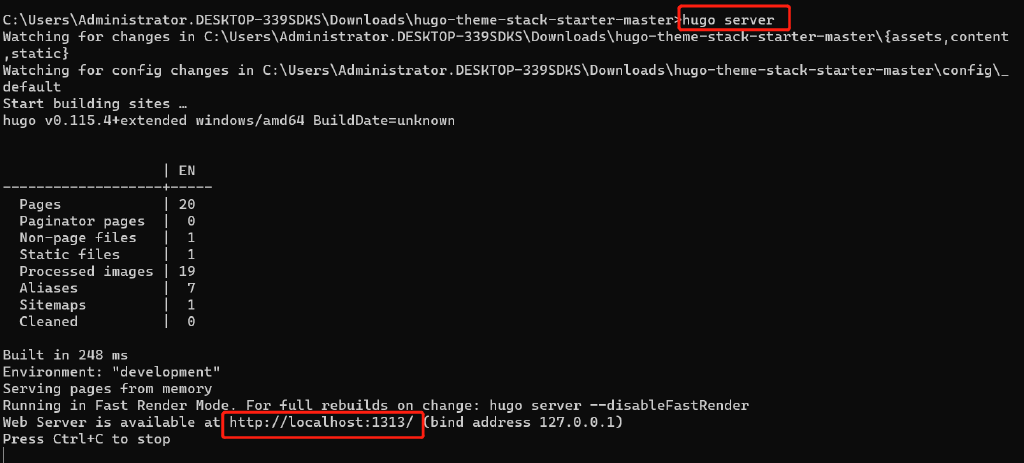 C:\Users\Administrator.DESKTOP-339SDKS\Downloads\hugo-theme-stack-starter-master>hugo server
Watching for changes in C:\Users\Administrator.DESKTOP-339SDKS\Downloads\hugo-theme-stack-starter-master\{assets,content
,static}
Watching for config changes in C:\Users\Administrator.DESKTOP-339SDKS\Downloads\hugo-theme-stack-starter-master\config\_
default
Start building sites …
hugo v0.115.4+extended windows/amd64 BuildDate=unknown
                   | EN
-------------------+-----
  Pages            | 20
  Paginator pages  |  0
  Non-page files   |  1
  Static files     |  1
  Processed images | 19
  Aliases          |  7
  Sitemaps         |  1
  Cleaned          |  0
Built in 248 ms
Environment: "development"
Serving pages from memory
Running in Fast Render Mode. For full rebuilds on change: hugo server --disableFastRender
Web Server is available at http://localhost:1313/ (bind address 127.0.0.1)
Press Ctrl+C to stop